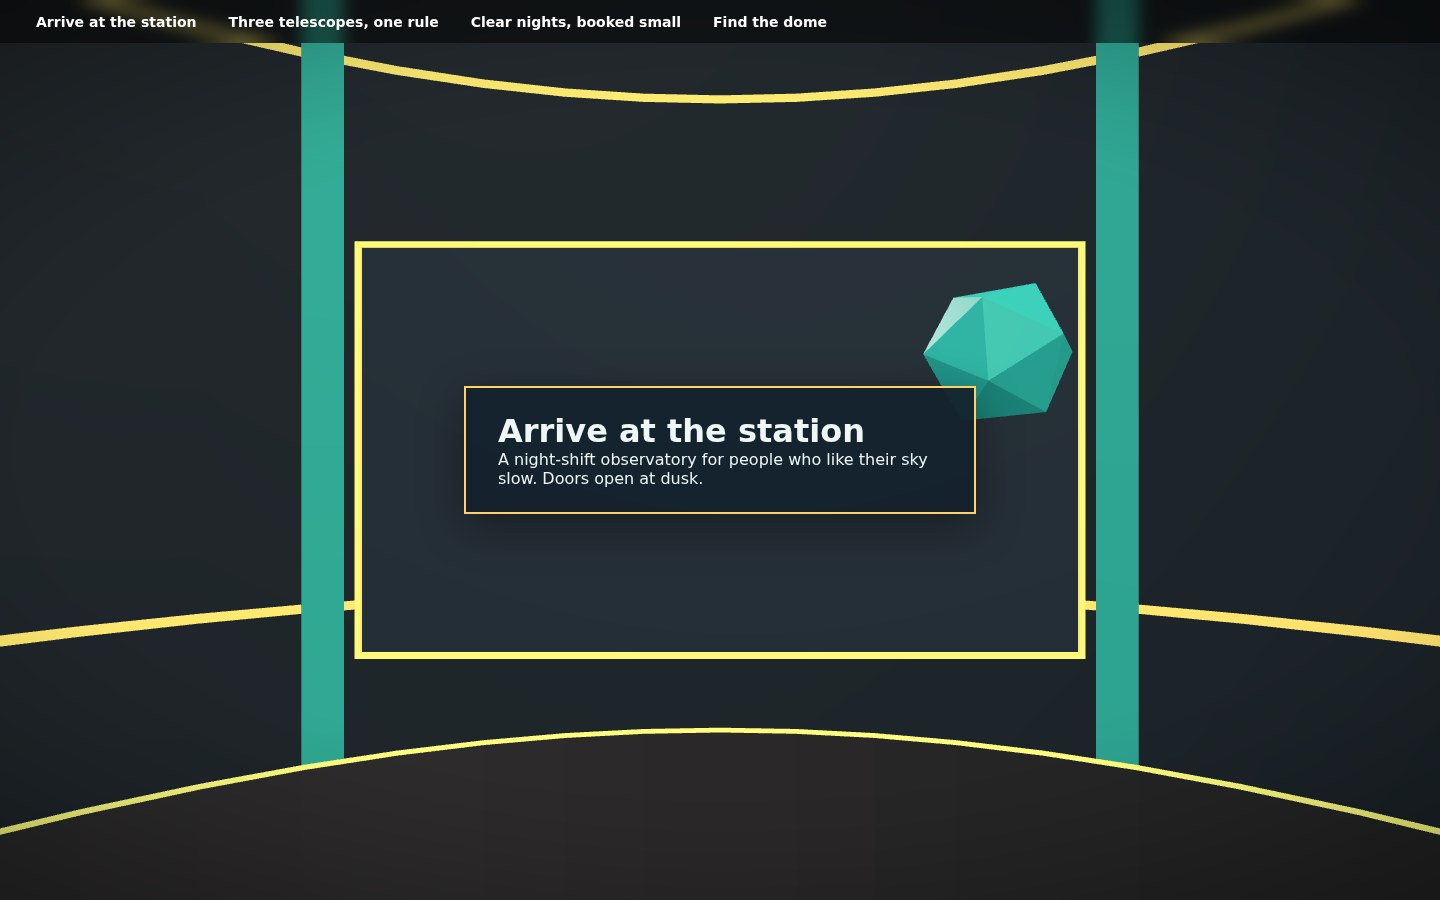 Arrive at the station Three telescopes, one rule Clear nights, booked small Find the dome
Arrive at the station
A night-shift observatory for people who like their sky
slow. Doors open at dusk.